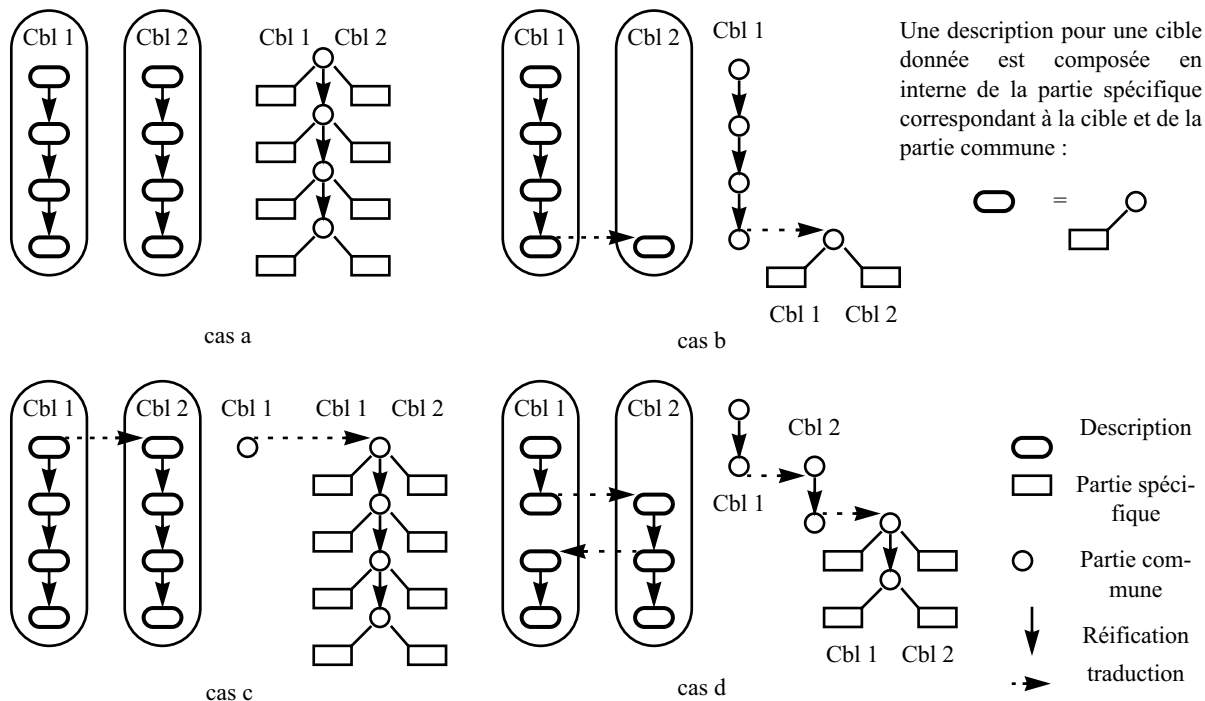 Cbl 1
Cbl 2
Cbl 1
Cbl 2
cas a
Cbl 1
Cbl 2
Cbl 1
Cbl 1
Cbl 2
cas b
Une description pour une cible
donnée est composée en
interne de la partie spécifique
correspondant à la cible et de la
partie commune :
=
Cbl 1
Cbl 2
Cbl 1
Cbl 1
Cbl 2
cas c
Cbl 1
Cbl 2
Cbl 1
Cbl 2
Cbl 1
Cbl 2
cas d
Description
Partie spéci-
fique
Partie com-
mune
Réification
traduction